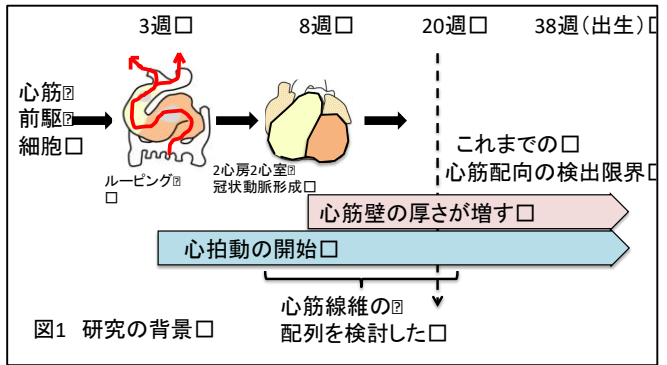 3週□
8週□
20週□
38週(出生)□
心筋
前駆
細胞□
ルーピング
□
2心房2心室
冠状動脈形成□
これまでの□
心筋配向の検出限界□
心筋壁の厚さが増す□
心拍動の開始□
心筋線維の
配列を検討した□
図1 研究の背景□